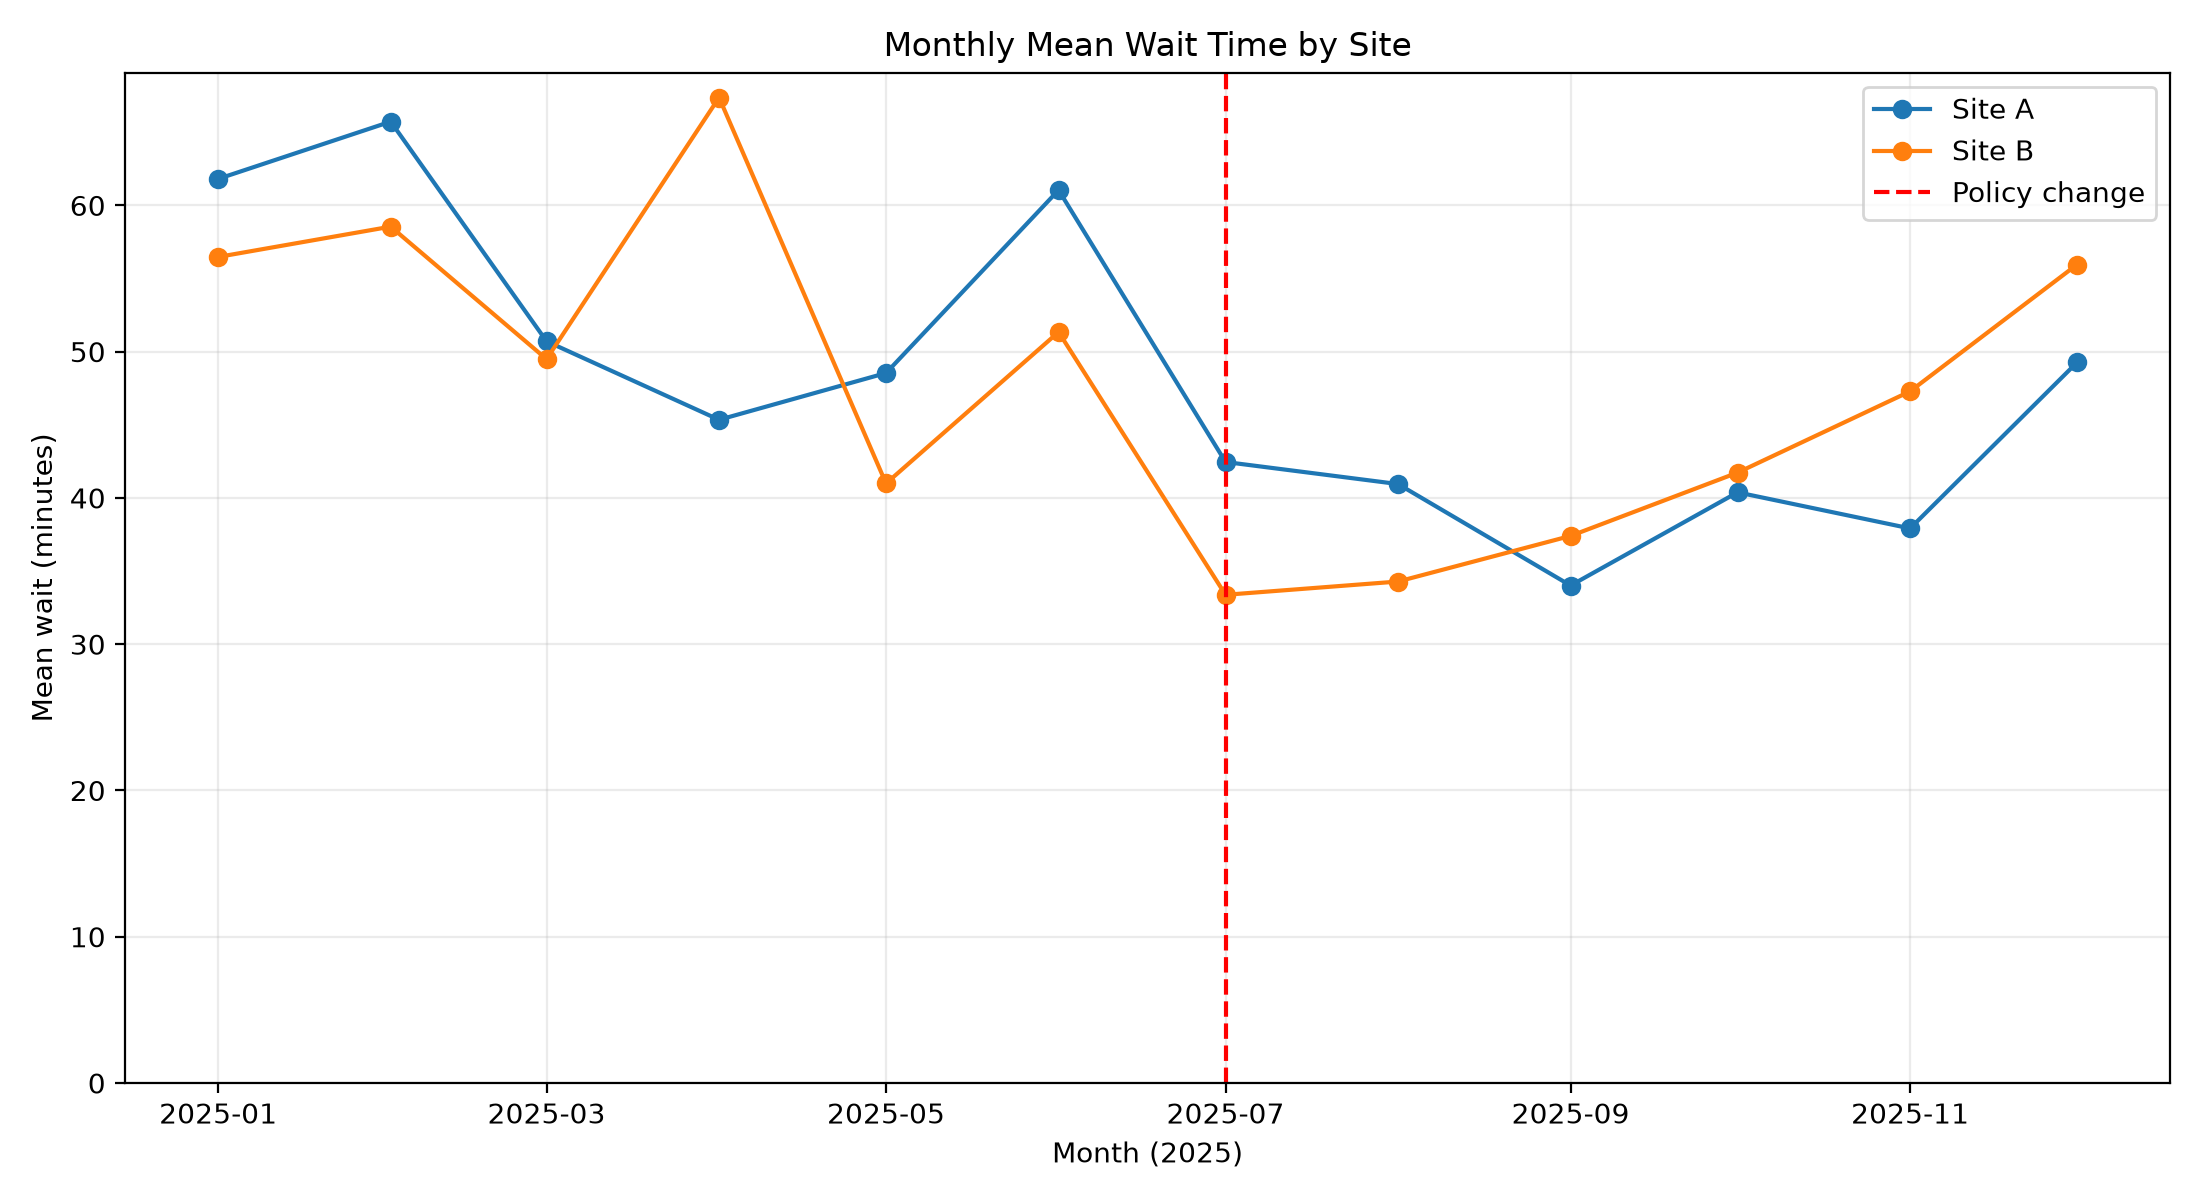 Monthly Mean Wait Time by Site
Site A
Site B
Policy change
Mean wait (minutes)
60
50
40
30
20
10
0
2025-01 2025-03 2025-05 2025-07 2025-09 2025-11
Month (2025)